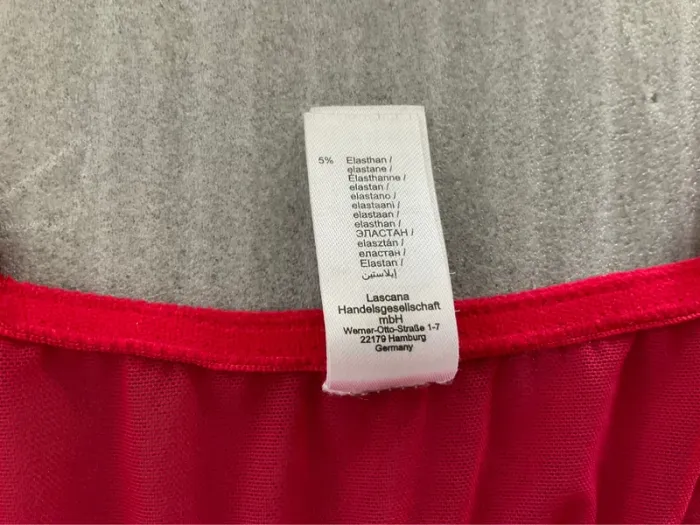 5% Elasthan /
elastane /
Elasthanne /
elastan /
elastano /
elastaani /
elastaan /
elasthan /
ЭЛАСТАН /
elasztán /
еластан /
Elastan /
إيلاستين
Lascana
Handelsgesellschaft
mbH
Werner-Otto-Straße 1-7
22179 Hamburg
Germany